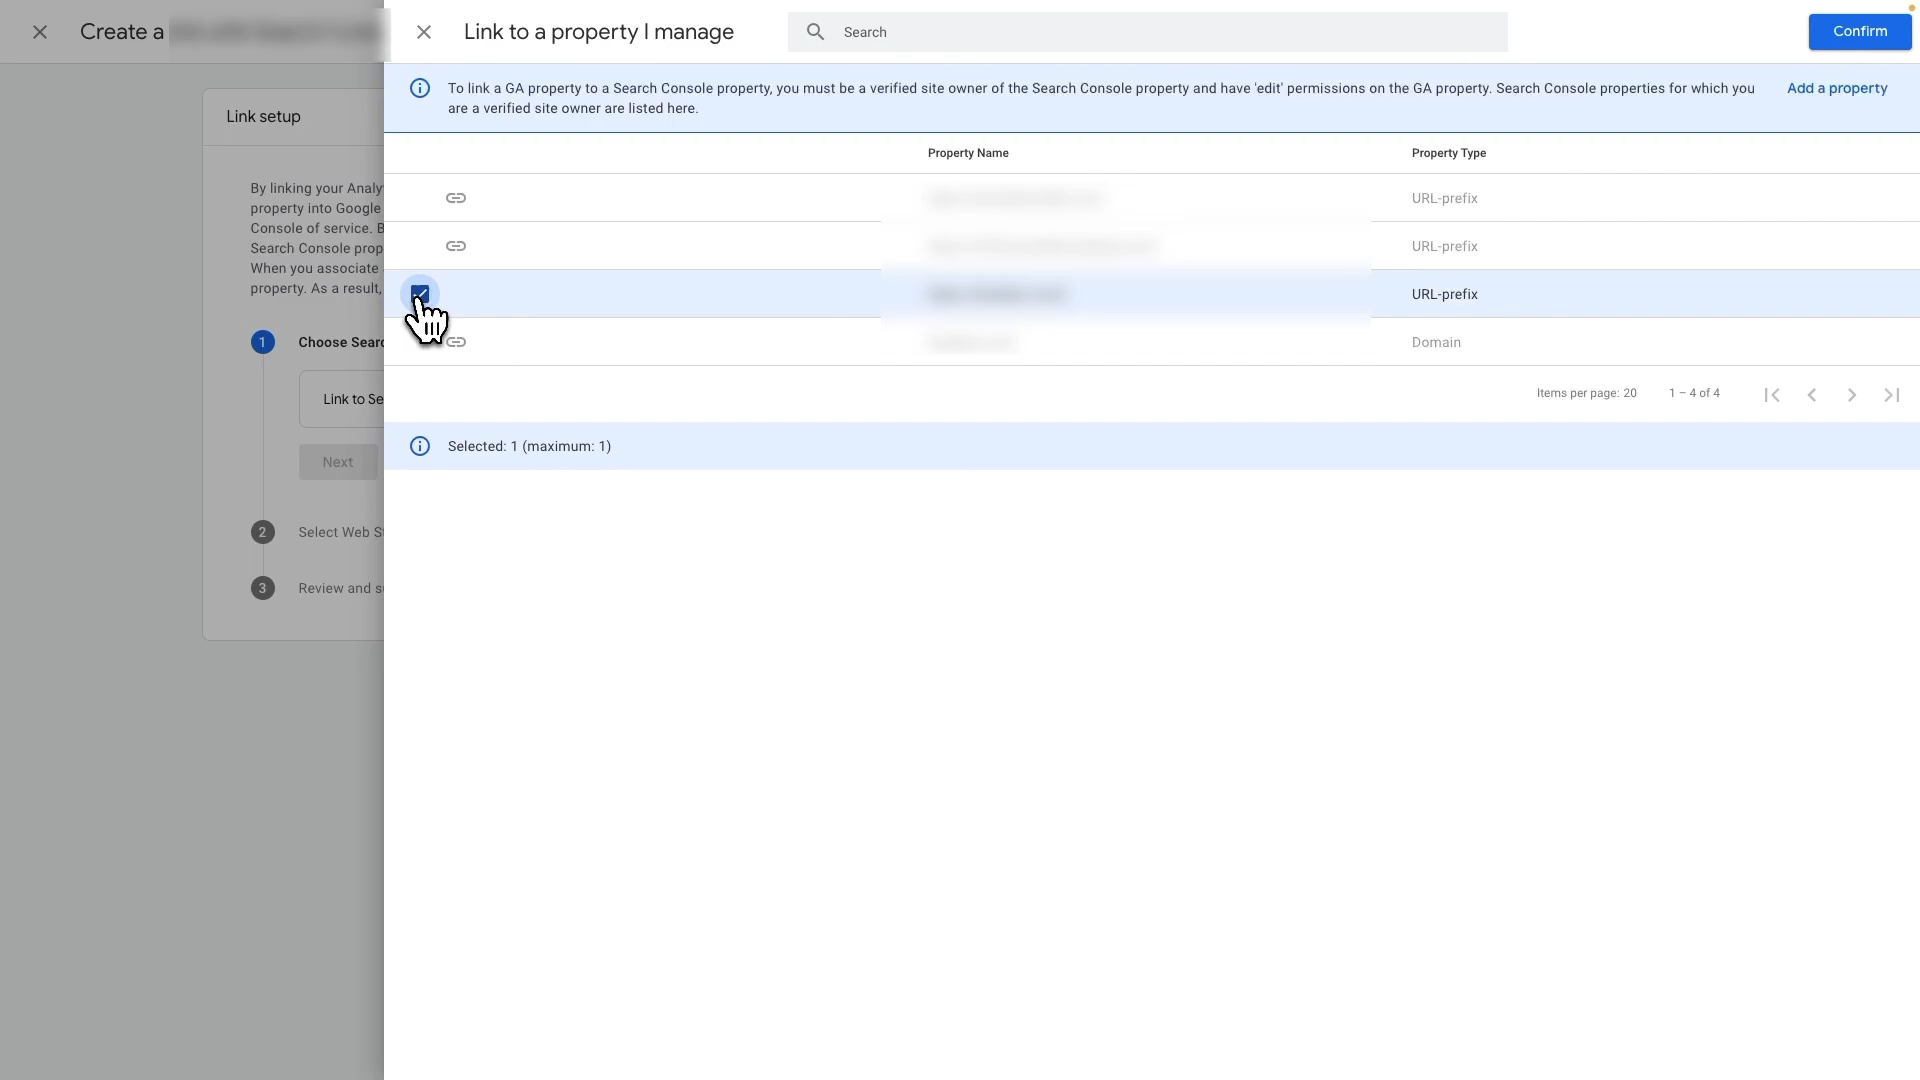 Create a
Link to a property I manage
Search
Confirm
To link a GA property to a Search Console property, you must be a verified site owner of the Search Console property and have 'edit' permissions on the GA property. Search Console properties for which you
are a verified site owner are listed here.
Add a property
Link setup
By linking your Analy
property into Google
Console of service. B
Search Console prop
When you associate
property. As a result,
1 Choose Sear
Link to Se
Next
2 Select Web S
3 Review and s
Property Name Property Type
URL-prefix
URL-prefix
URL-prefix
Domain
Items per page: 20 1 – 4 of 4
Selected: 1 (maximum: 1)